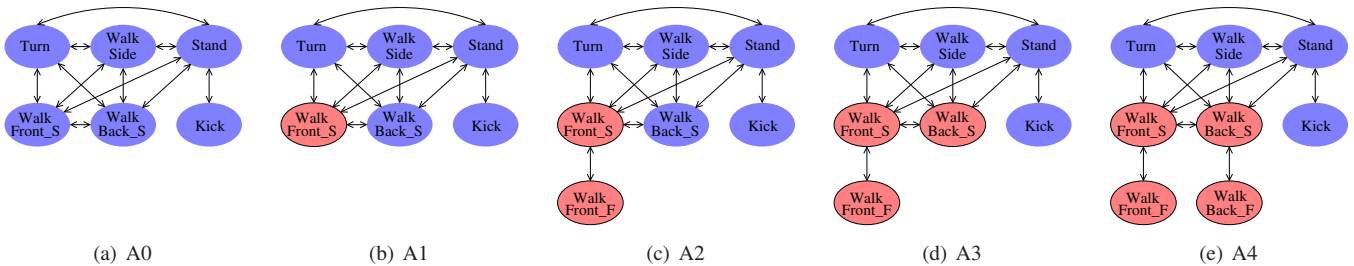 Turn
Walk
Side
Stand
Walk
Front_S
Walk
Back_S
Kick
(a) A0
Turn
Walk
Side
Stand
Walk
Front_S
Walk
Back_S
Kick
(b) A1
Turn
Walk
Side
Stand
Walk
Front_S
Walk
Back_S
Kick
Walk
Front_F
(c) A2
Turn
Walk
Side
Stand
Walk
Front_S
Walk
Back_S
Kick
Walk
Front_F
(d) A3
Turn
Walk
Side
Stand
Walk
Front_S
Walk
Back_S
Kick
Walk
Front_F
Walk
Back_F
(e) A4